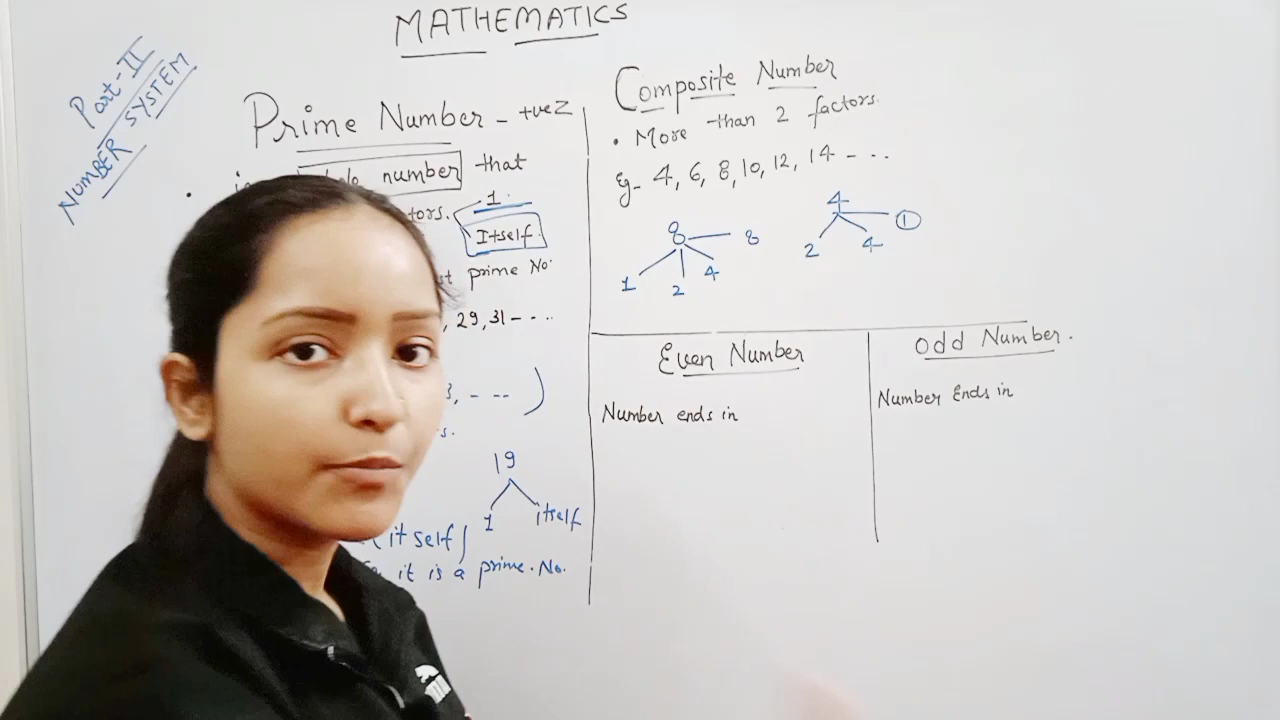 MATHEMATICS
Part-II
NUMBER SYSTEM
Prime Number - +ve Z
number that
1.
Itself
prime No.
, 29, 31 - - ..
3, - -- )
19
1 itself
(it self)
it is a prime. No.
Composite Number
• More than 2 factors.
Eg- 4, 6, 8, 10, 12, 14 - ...
8 8
1 2 4
4 1
2 4
Even Number
Number ends in
Odd Number.
Number Ends in